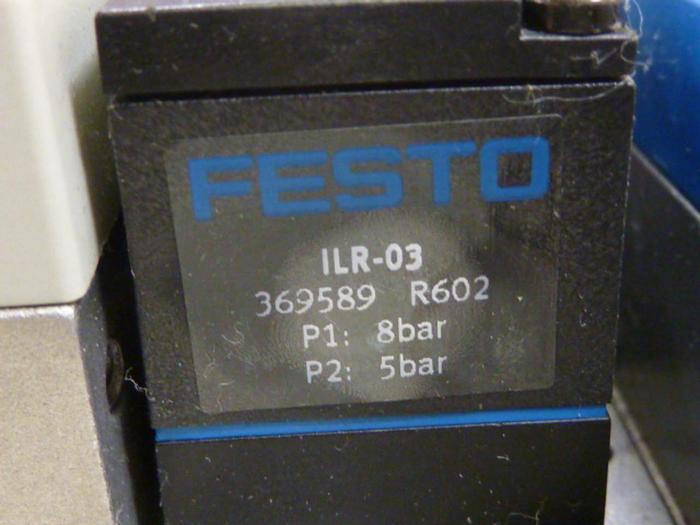 FESTO
ILR-03
369589 R602
P1: 8bar
P2: 5bar